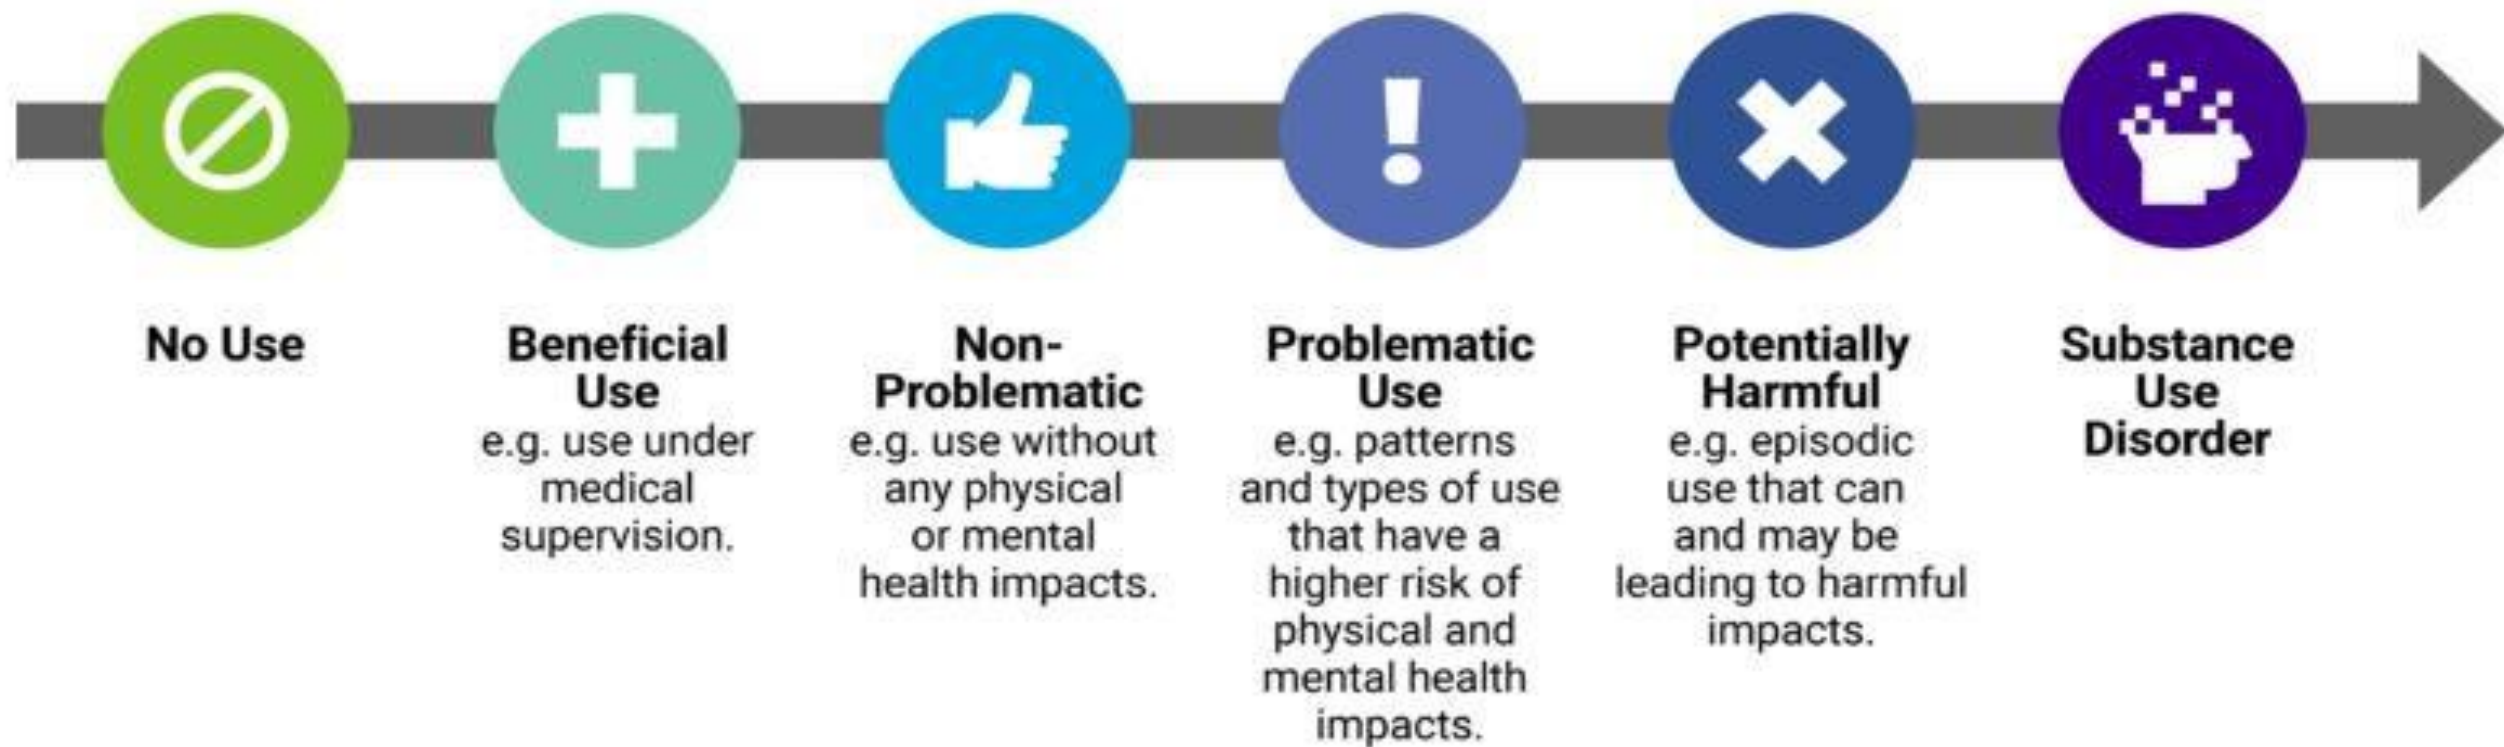 No Use
Beneficial
Use
e.g. use under
medical
supervision.
Non-
Problematic
e.g. use without
any physical
or mental
health impacts.
Problematic
Use
e.g. patterns
and types of use
that have a
higher risk of
physical and
mental health
impacts.
Potentially
Harmful
e.g. episodic
use that can
and may be
leading to harmful
impacts.
Substance
Use
Disorder